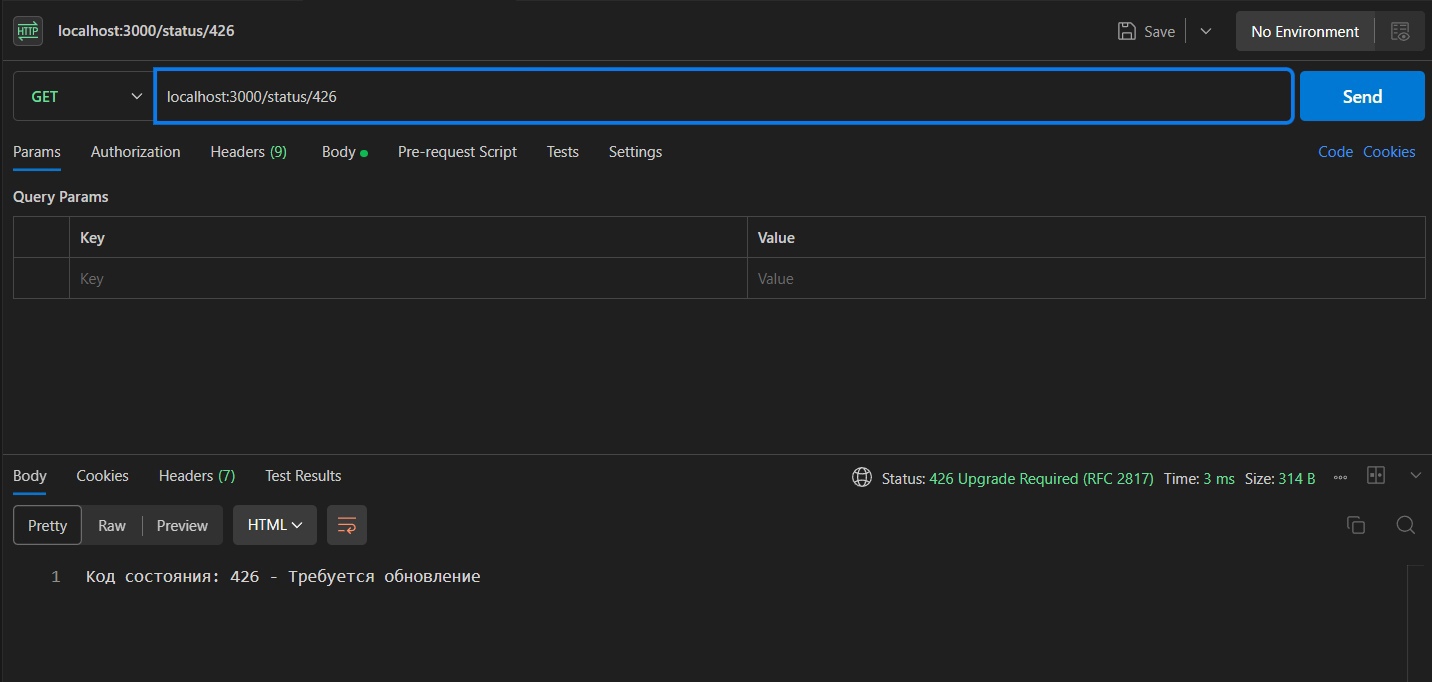 HTTP localhost:3000/status/426 Save No Environment
GET localhost:3000/status/426 Send
Params Authorization Headers (9) Body Pre-request Script Tests Settings Code Cookies
Query Params
Key Value
Key Value
Body Cookies Headers (7) Test Results Status: 426 Upgrade Required (RFC 2817) Time: 3 ms Size: 314 B
Pretty Raw Preview HTML
1 Код состояния: 426 - Требуется обновление